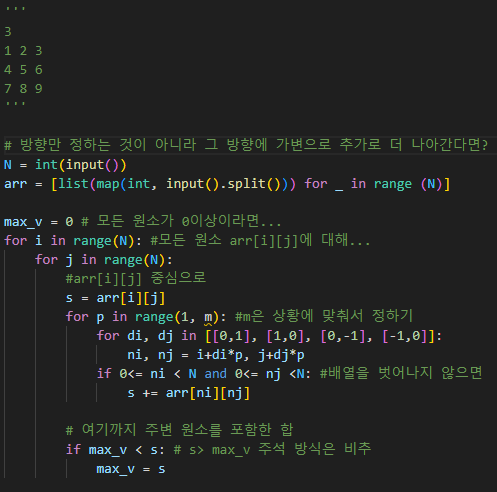 '''
3
1 2 3
4 5 6
7 8 9
'''
# 방향만 정하는 것이 아니라 그 방향에 가변으로 추가로 더 나아간다면?
N = int(input())
arr = [list(map(int, input().split())) for _ in range (N)]
max_v = 0 # 모든 원소가 0이상이라면...
for i in range(N): #모든 원소 arr[i][j]에 대해...
    for j in range(N):
        #arr[i][j] 중심으로
        s = arr[i][j]
        for p in range(1, m): #m은 상황에 맞춰서 정하기
            for di, dj in [[0,1], [1,0], [0,-1], [-1,0]]:
                ni, nj = i+di*p, j+dj*p
            if 0<= ni < N and 0<= nj <N: #배열을 벗어나지 않으면
                s += arr[ni][nj]
        # 여기까지 주변 원소를 포함한 합
        if max_v < s: # s> max_v 주석 방식은 비추
            max_v = s